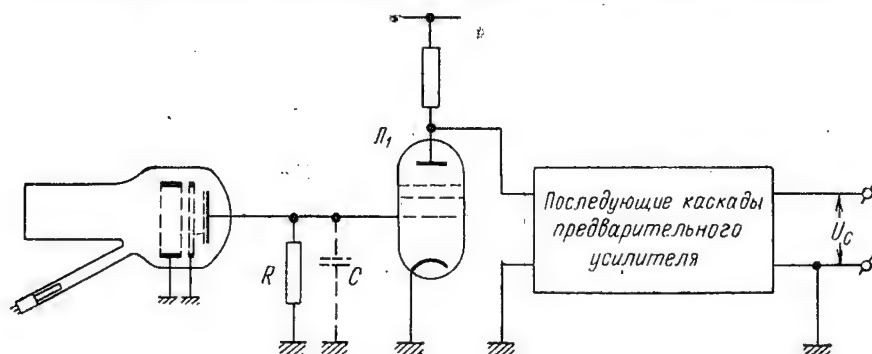 Л₁
R
C
Последующие каскады
предварительного
усилителя
U_C